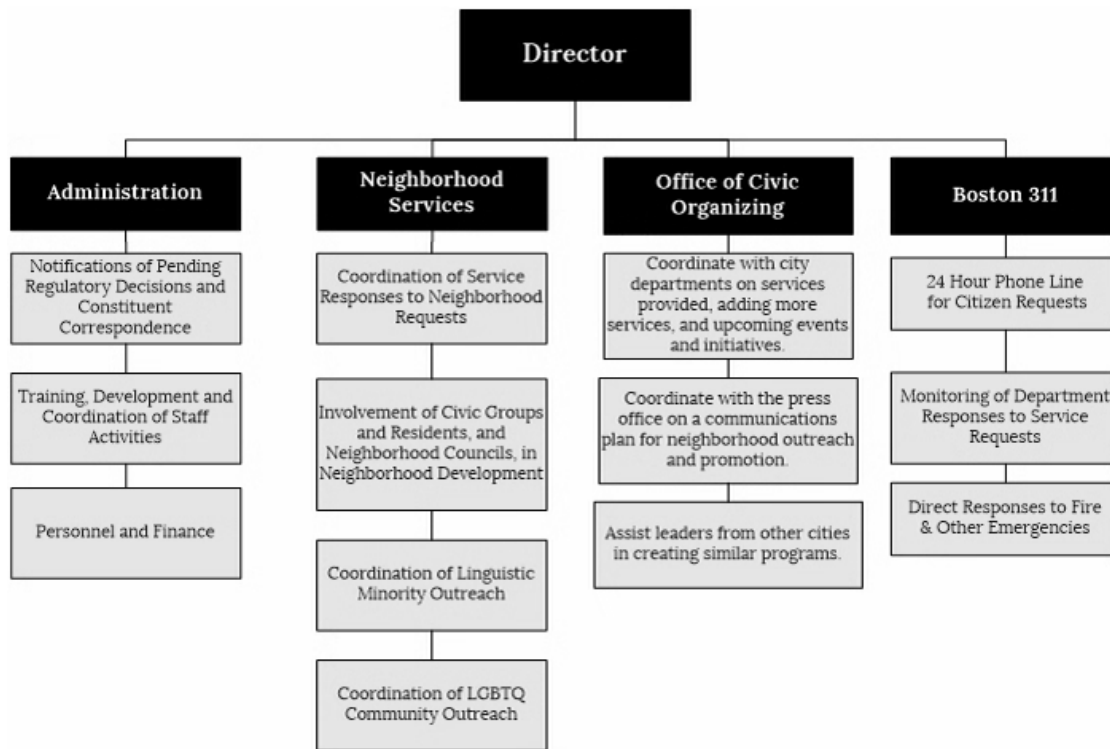 Director
Administration
Notifications of Pending
Regulatory Decisions and
Constituent
Correspondence
Training, Development and
Coordination of Staff
Activities
Personnel and Finance
Neighborhood
Services
Coordination of Service
Responses to Neighborhood
Requests
Involvement of Civic Groups
and Residents, and
Neighborhood Councils, in
Neighborhood Development
Coordination of Linguistic
Minority Outreach
Coordination of LGBTQ
Community Outreach
Office of Civic
Organizing
Coordinate with city
departments on services
provided, adding more
services, and upcoming events
and initiatives.
Coordinate with the press
office on a communications
plan for neighborhood outreach
and promotion.
Assist leaders from other cities
in creating similar programs.
Boston 311
24 Hour Phone Line
for Citizen Requests
Monitoring of Department
Responses to Service
Requests
Direct Responses to Fire
& Other Emergencies